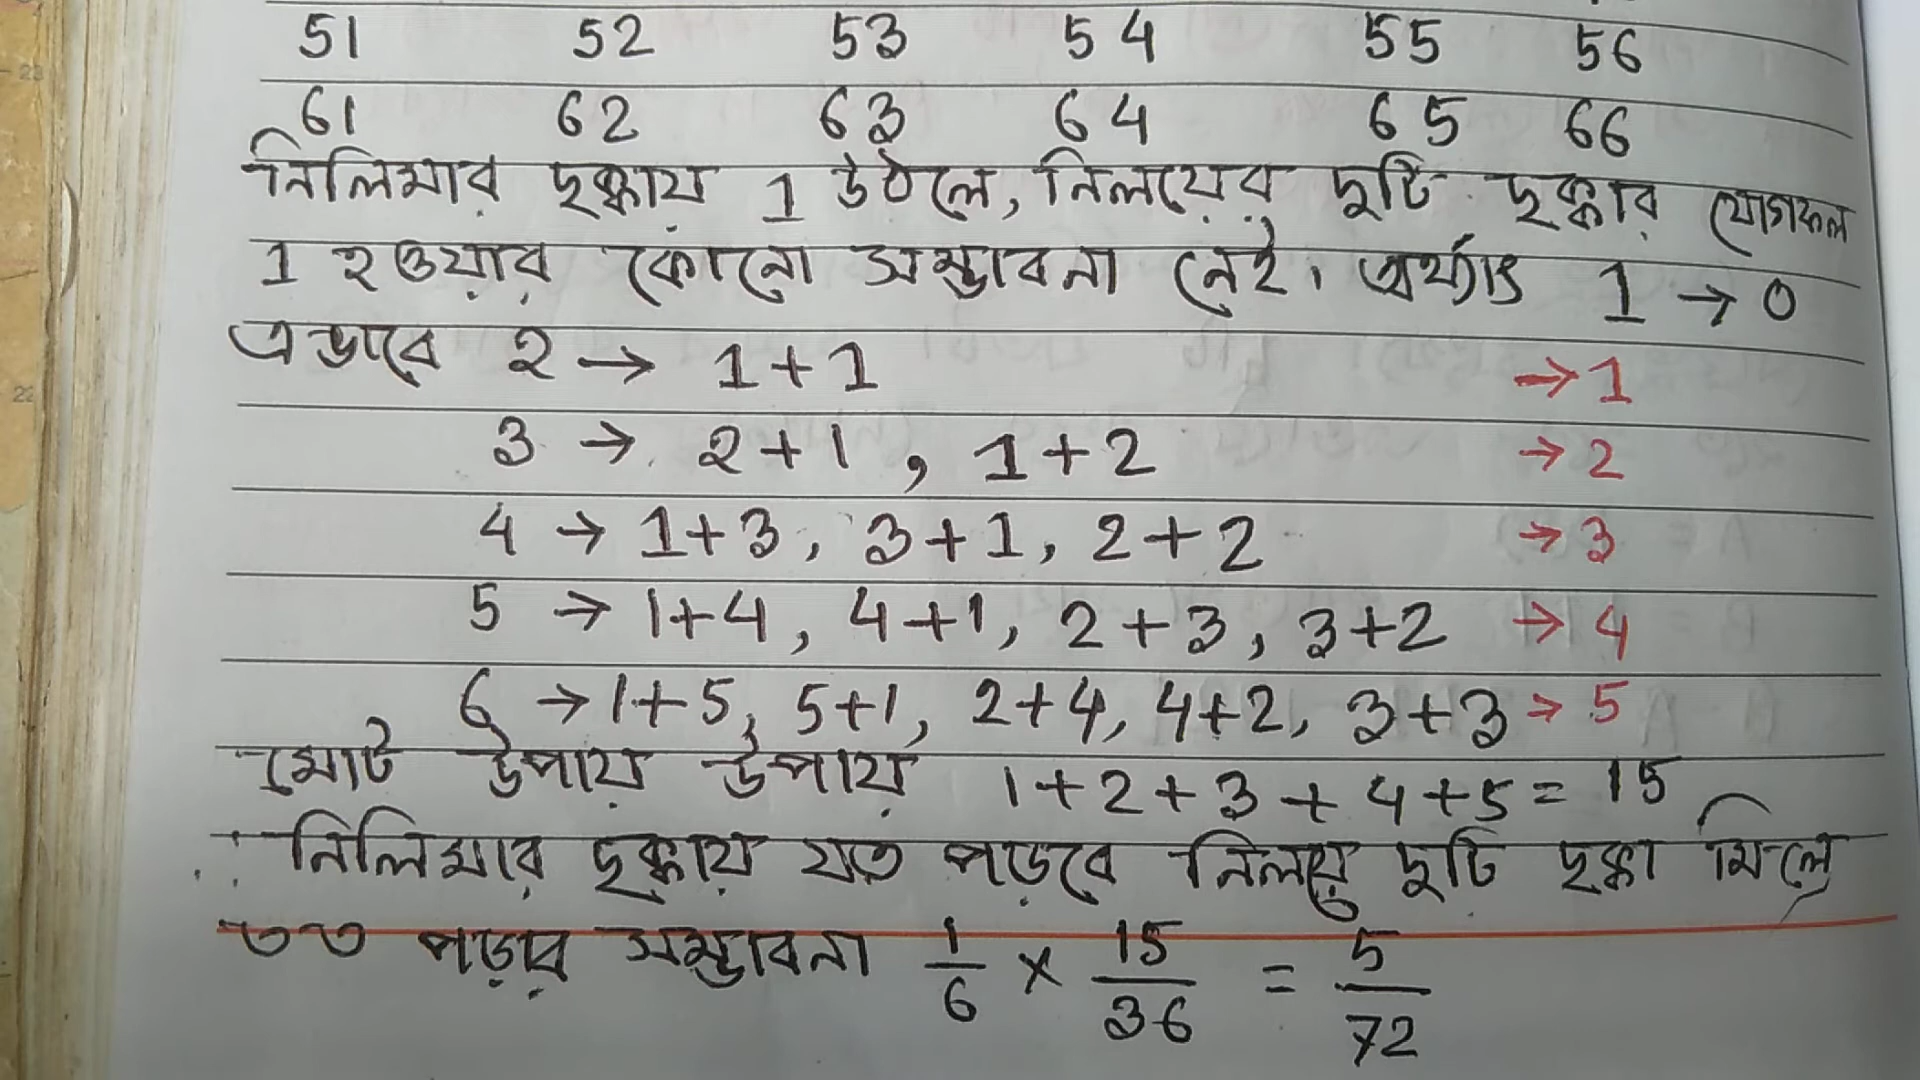 51 52 53 54 55 56
61 62 63 64 65 66
নিলিমার ছক্কায় 1 উঠলে, নিলয়ের দুটি ছক্কার যোগফল
1 হওয়ার কোনো সম্ভাবনা নেই। অর্থাৎ 1 → 0
এভাবে 2 → 1+1 → 1
3 → 2+1, 1+2 → 2
4 → 1+3, 3+1, 2+2 → 3
5 → 1+4, 4+1, 2+3, 3+2 → 4
6 → 1+5, 5+1, 2+4, 4+2, 3+3 → 5
মোট উপায় উপায় 1+2+3+4+5 = 15
∴ নিলিমার ছক্কায় যত পড়বে নিলয়ে দুটি ছক্কা মিলে
তত পড়ার সম্ভাবনা 1/6 × 15/36 = 5/72